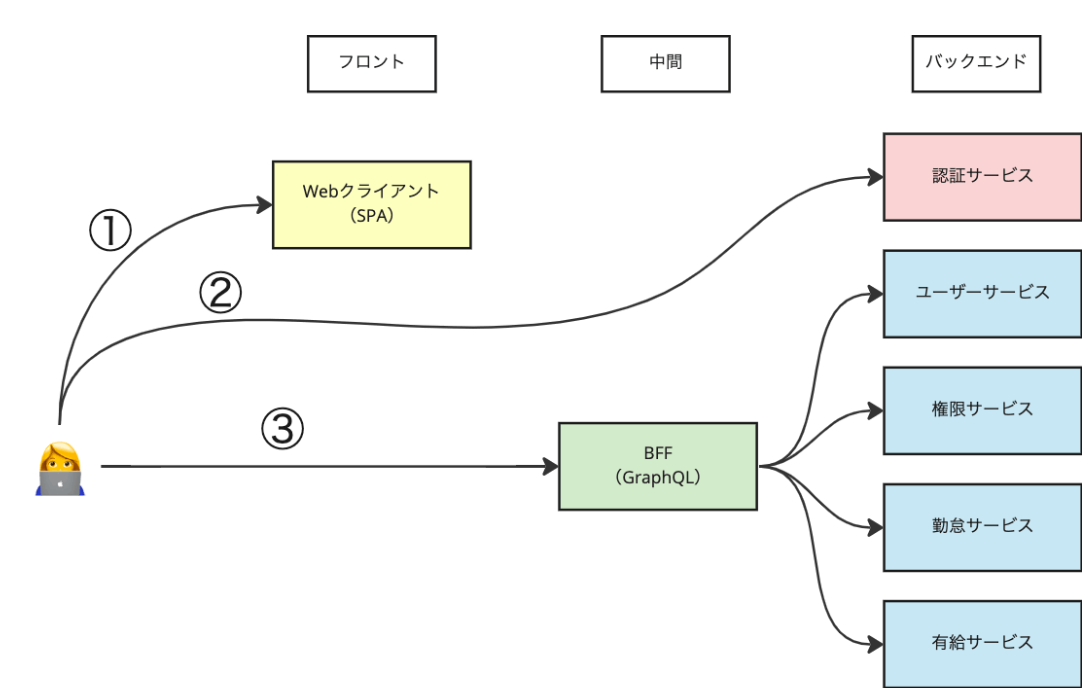 フロント
中間
バックエンド
Webクライアント
（SPA）
認証サービス
①
②
ユーザーサービス
権限サービス
③
BFF
（GraphQL）
勤怠サービス
有給サービス